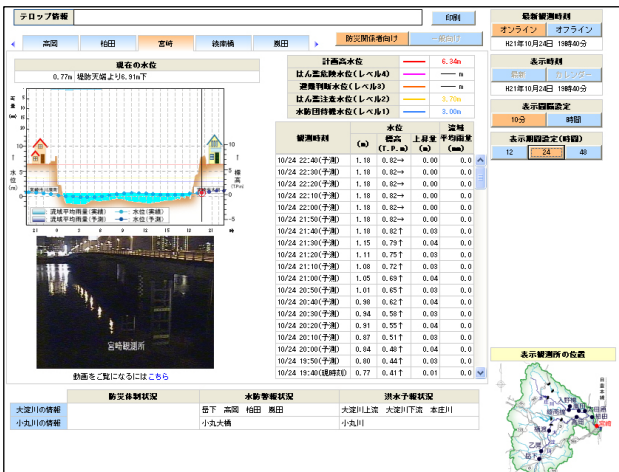 テロップ情報
印刷
高岡 柏田 宮崎 綾南橋 嵐田
防災関係者向け 一般向け
現在の水位
0.77m 堤防天端より6.91m下
計画高水位 6.34m
はん濫危険水位(レベル4) — m
避難判断水位(レベル3) — m
はん濫注意水位(レベル2) 3.70m
水防団待機水位(レベル1) 3.00m
観測時刻 水位 流域平均雨量(mm)
(m) 標高(T.P.m) 上昇量(m)
10/24 22:40(予測) 1.18 0.82→ 0.00 0.0
10/24 22:30(予測) 1.18 0.82→ 0.00 0.0
10/24 22:20(予測) 1.18 0.82→ 0.00 0.0
10/24 22:10(予測) 1.18 0.82→ 0.00 0.0
10/24 22:00(予測) 1.18 0.82→ 0.00 0.0
10/24 21:50(予測) 1.18 0.82→ 0.00 0.0
10/24 21:40(予測) 1.18 0.82↑ 0.03 0.0
10/24 21:30(予測) 1.15 0.79↑ 0.04 0.0
10/24 21:20(予測) 1.11 0.75↑ 0.03 0.0
10/24 21:10(予測) 1.08 0.72↑ 0.03 0.0
10/24 21:00(予測) 1.05 0.69↑ 0.04 0.0
10/24 20:50(予測) 1.01 0.65↑ 0.03 0.0
10/24 20:40(予測) 0.98 0.62↑ 0.04 0.0
10/24 20:30(予測) 0.94 0.58↑ 0.03 0.0
10/24 20:20(予測) 0.91 0.55↑ 0.04 0.0
10/24 20:10(予測) 0.87 0.51↑ 0.03 0.0
10/24 20:00(予測) 0.84 0.48↑ 0.04 0.0
10/24 19:50(予測) 0.80 0.44↑ 0.03 0.0
10/24 19:40(現時刻) 0.77 0.41↑ 0.01 0.0
流域平均雨量(実績) 水位(実績)
流域平均雨量(予測) 水位(予測)
宮崎観測所
動画をご覧になるにはこちら
最新観測時刻
オンライン オフライン
H21年10月24日 19時40分
表示時刻
最新 カレンダー
H21年10月24日 19時40分
表示間隔設定
10分 時間
表示期間設定(時間)
12 24 48
表示観測所の位置
防災体制状況 水防警報状況 洪水予報状況
大淀川の情報 岳下 高岡 柏田 嵐田 大淀川上流 大淀川下流 本庄川
小丸川の情報 小丸大橋 小丸川